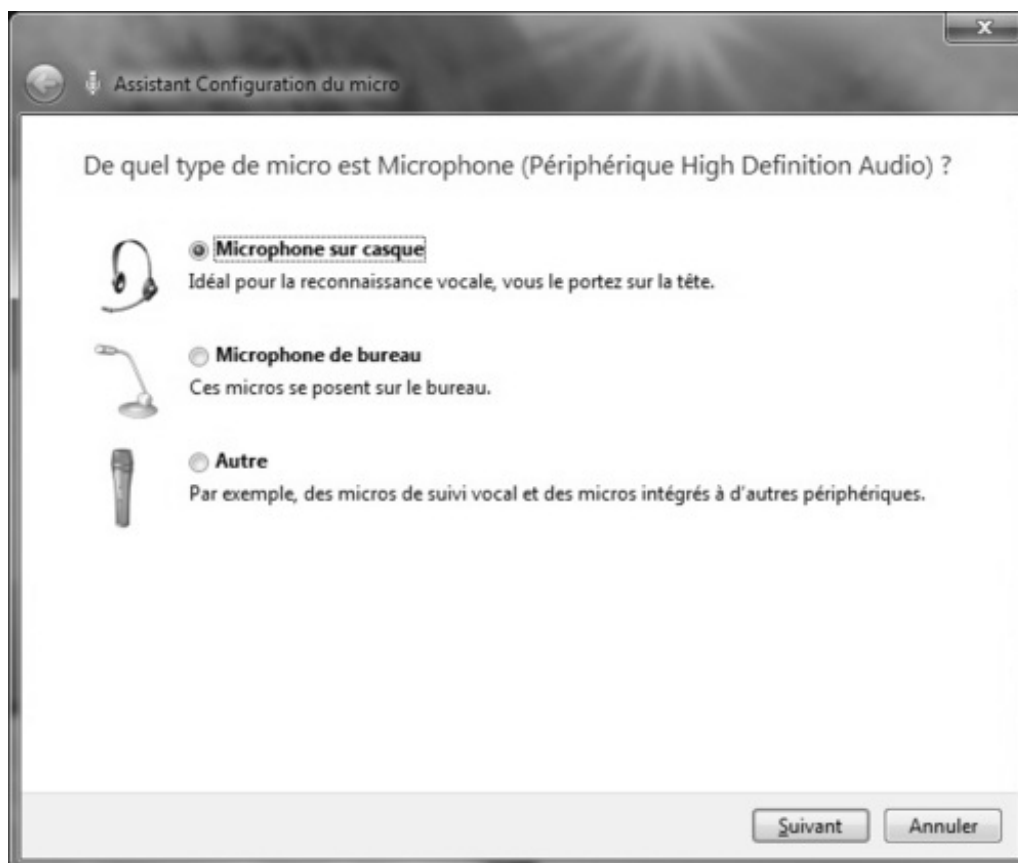 Assistant Configuration du micro
De quel type de micro est Microphone (Périphérique High Definition Audio) ?
Microphone sur casque
Idéal pour la reconnaissance vocale, vous le portez sur la tête.
Microphone de bureau
Ces micros se posent sur le bureau.
Autre
Par exemple, des micros de suivi vocal et des micros intégrés à d'autres périphériques.
Suivant Annuler